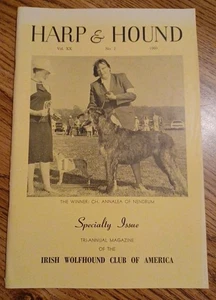 HARP & HOUND
Vol. XX, No. 2
THE WINNER: CH. ANNALEA OF
Specialty Issue
TRI-ANNUAL MAGAZINE
OF THE
IRISH WOLFHOUND CLUB OF AMERICA